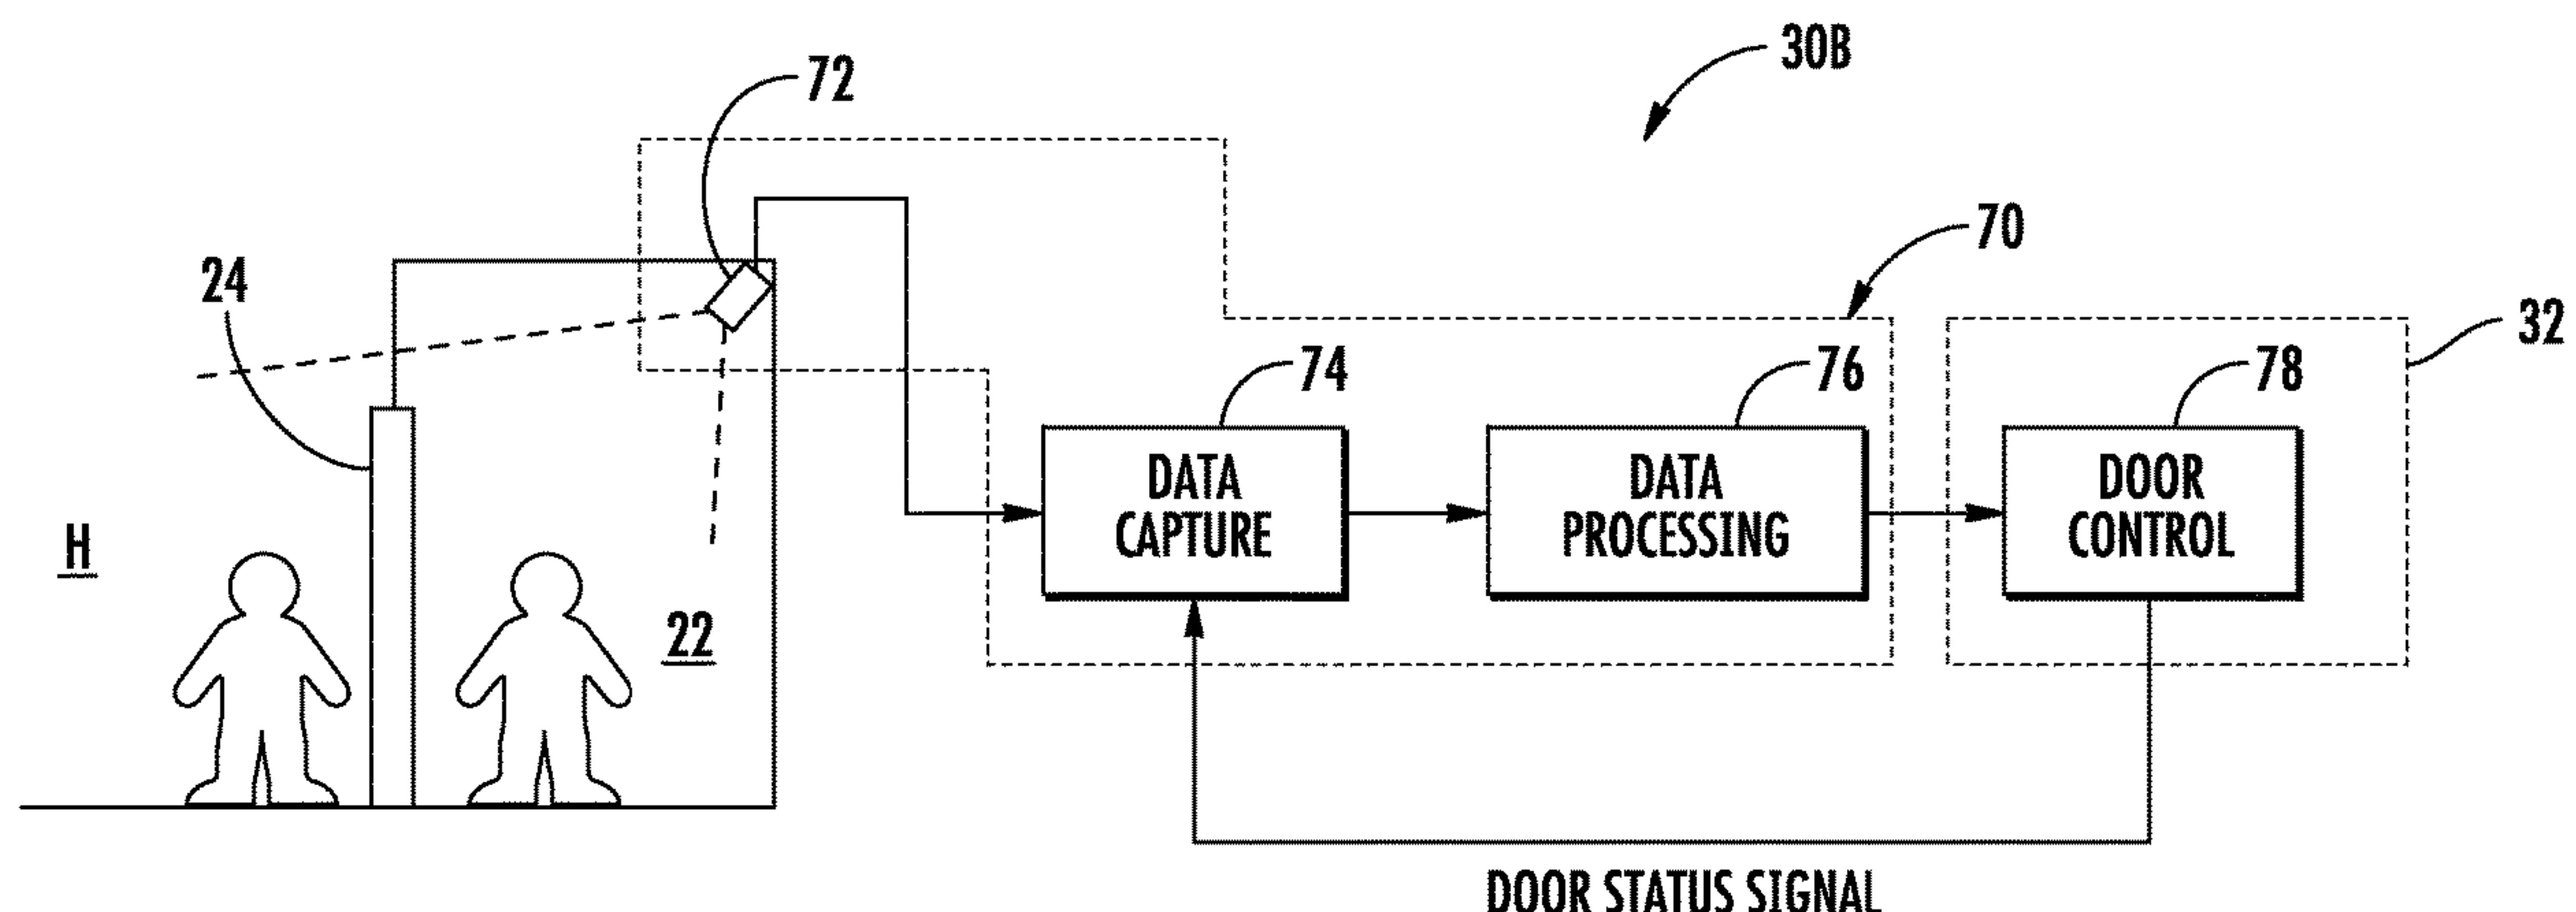 30B
72
70
24
32
74
76
78
DATA
CAPTURE
DATA
PROCESSING
DOOR
CONTROL
H
22
DOOR STATUS SIGNAL